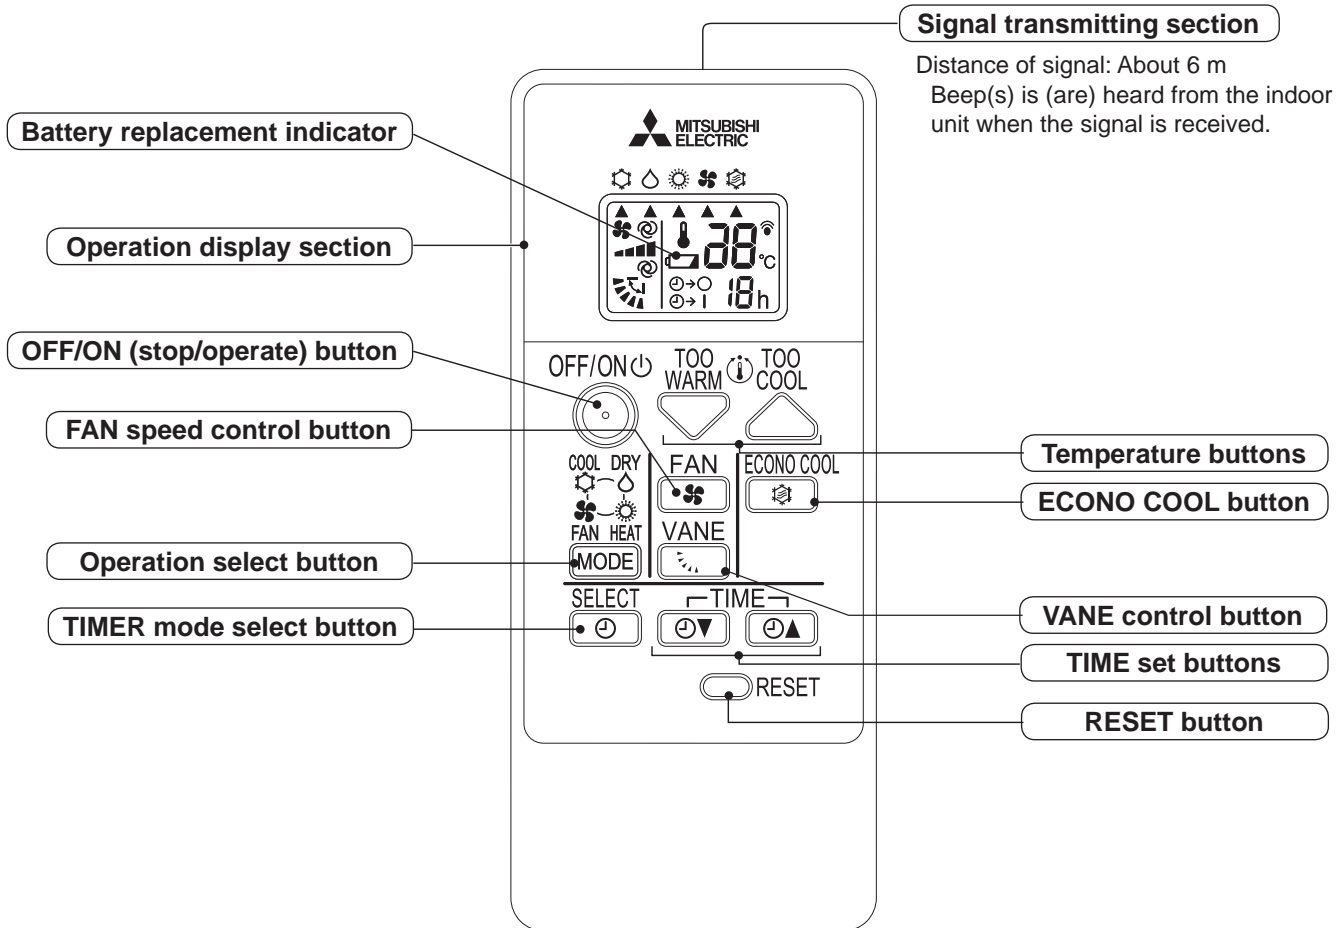 Signal transmitting section
Distance of signal: About 6 m
Beep(s) is (are) heard from the indoor
unit when the signal is received.
Battery replacement indicator
Operation display section
OFF/ON (stop/operate) button
FAN speed control button
Operation select button
TIMER mode select button
MITSUBISHI
ELECTRIC
38
°C
18h
OFF/ON
TOO
WARM
TOO
COOL
COOL DRY
FAN HEAT
MODE
FAN
ECONO COOL
VANE
SELECT
TIME
RESET
Temperature buttons
ECONO COOL button
VANE control button
TIME set buttons
RESET button